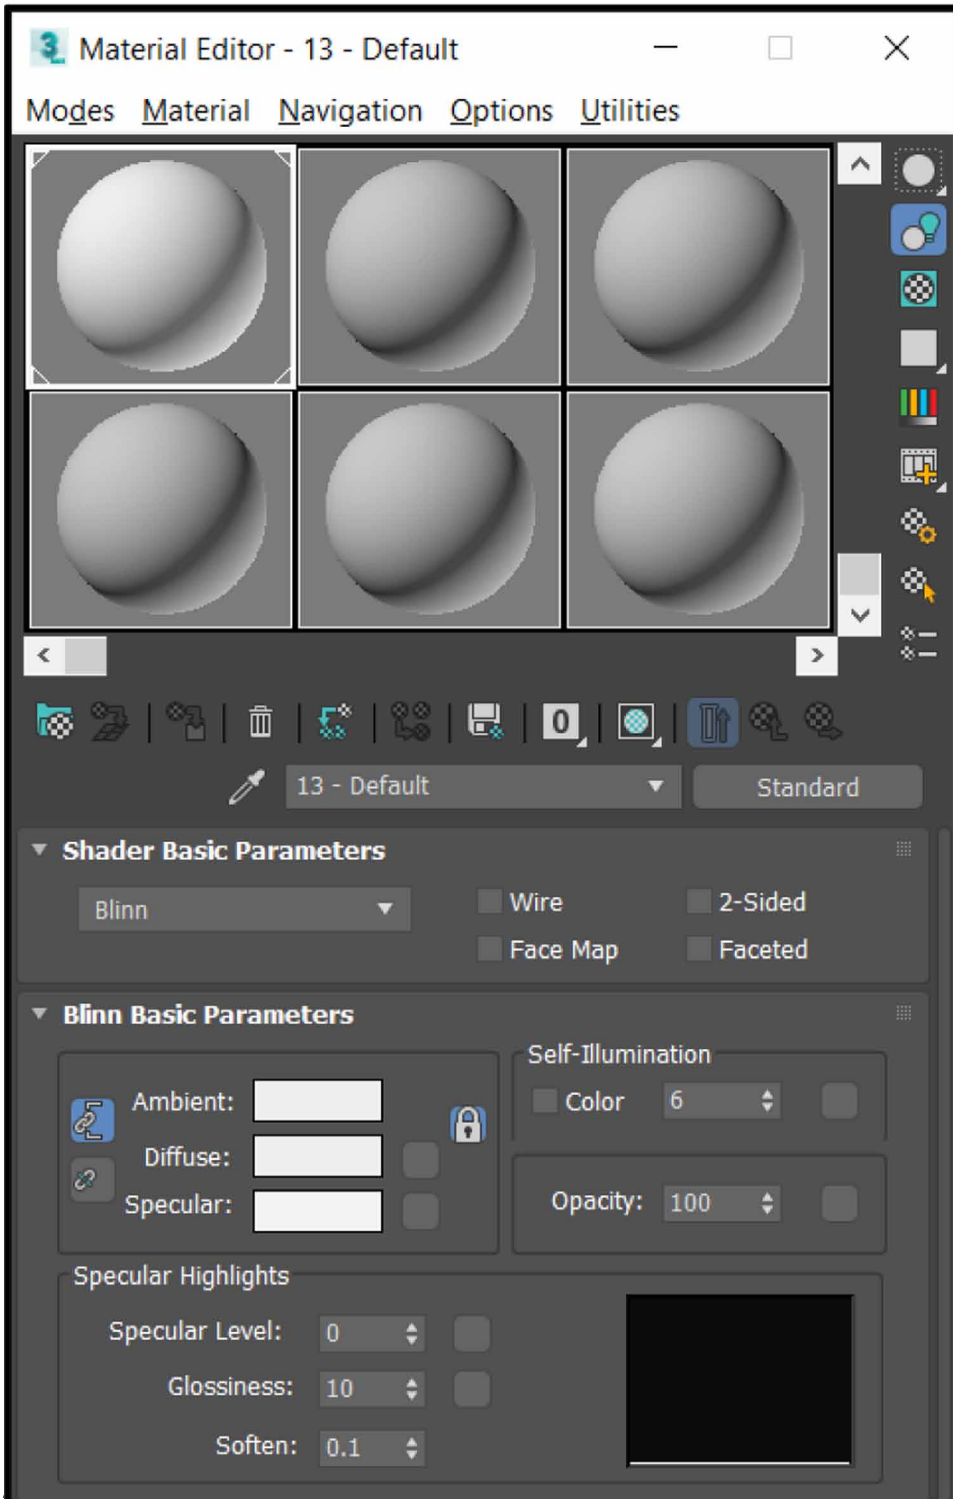 Material Editor - 13 - Default
Modes Material Navigation Options Utilities
0
13 - Default Standard
Shader Basic Parameters
Blinn Wire 2-Sided
Face Map Faceted
Blinn Basic Parameters
Self-Illumination
Ambient: Color 6
Diffuse:
Specular: Opacity: 100
Specular Highlights
Specular Level: 0
Glossiness: 10
Soften: 0.1